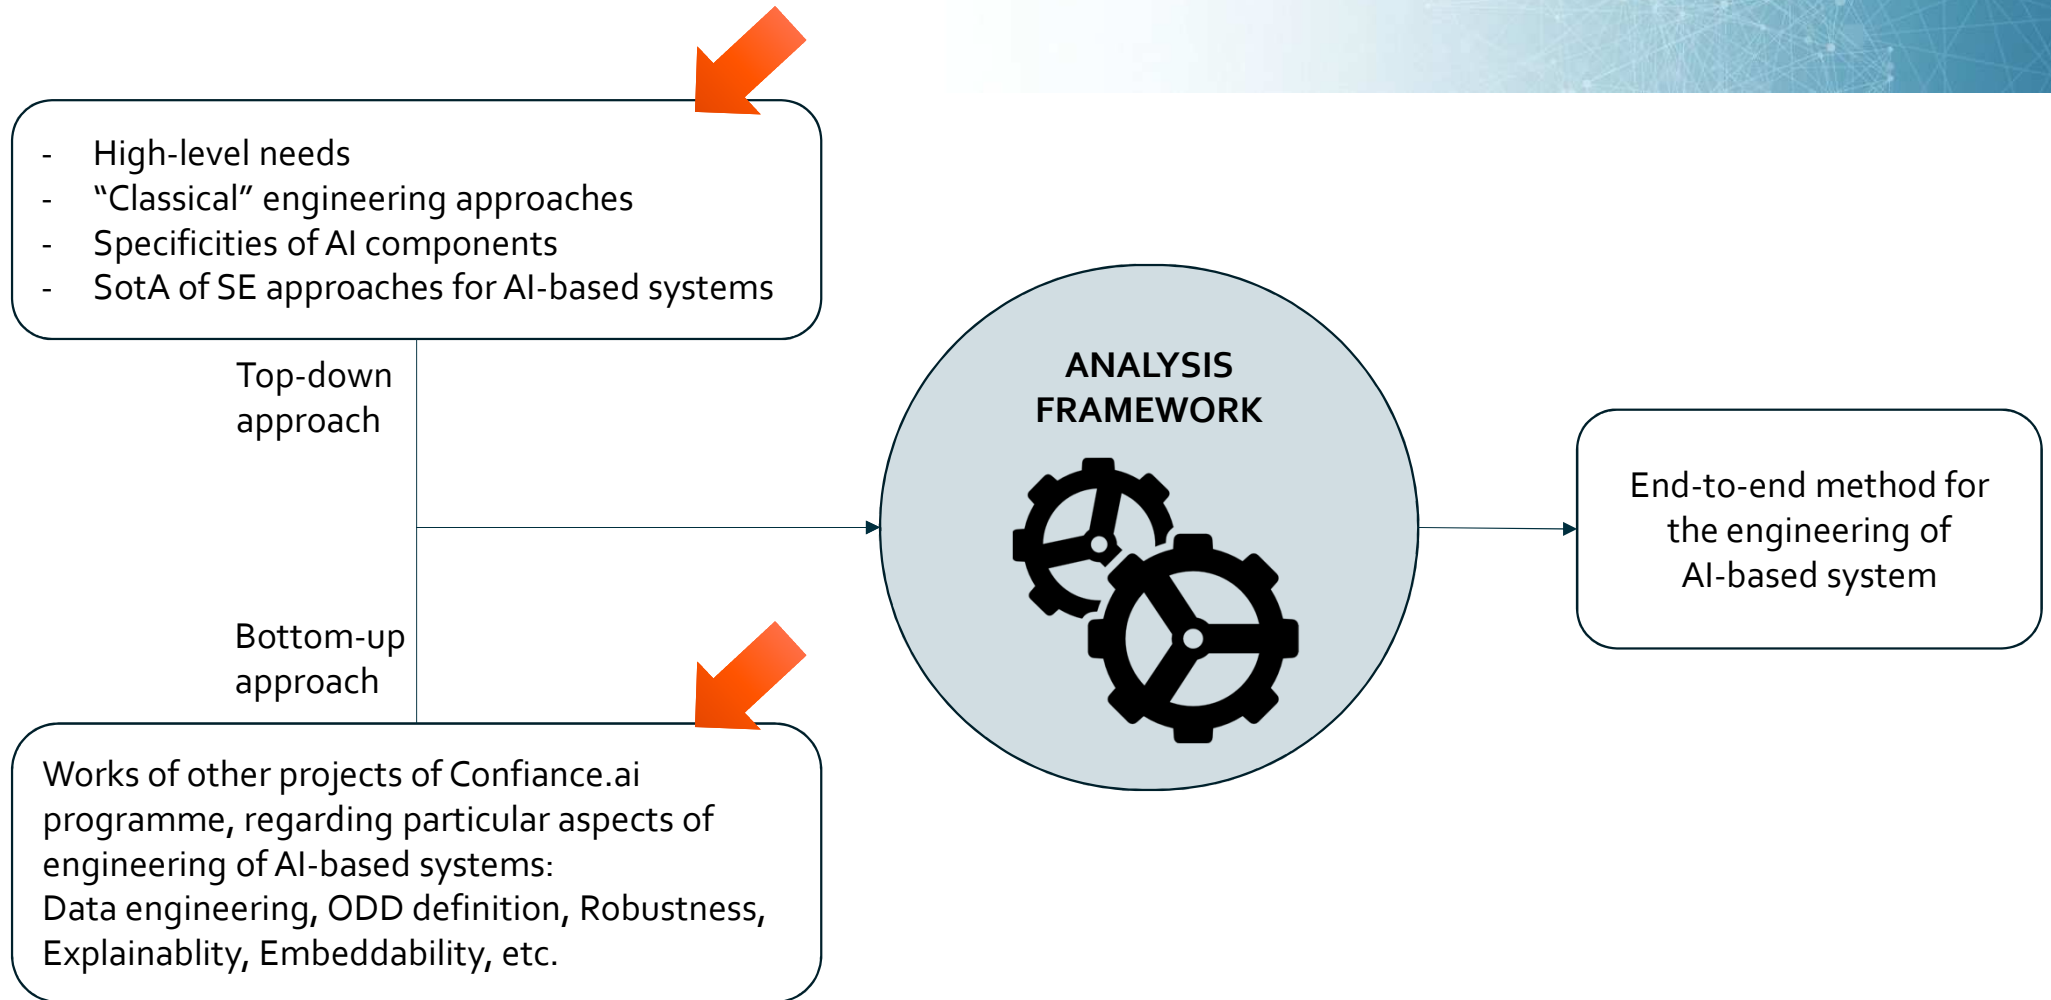 - High-level needs
- “Classical” engineering approaches
- Specificities of AI components
- SotA of SE approaches for AI-based systems
Top-down
approach
Bottom-up
approach
Works of other projects of Confiance.ai
programme, regarding particular aspects of
engineering of AI-based systems:
Data engineering, ODD definition, Robustness,
Explainablity, Embeddability, etc.
ANALYSIS
FRAMEWORK
End-to-end method for
the engineering of
AI-based system